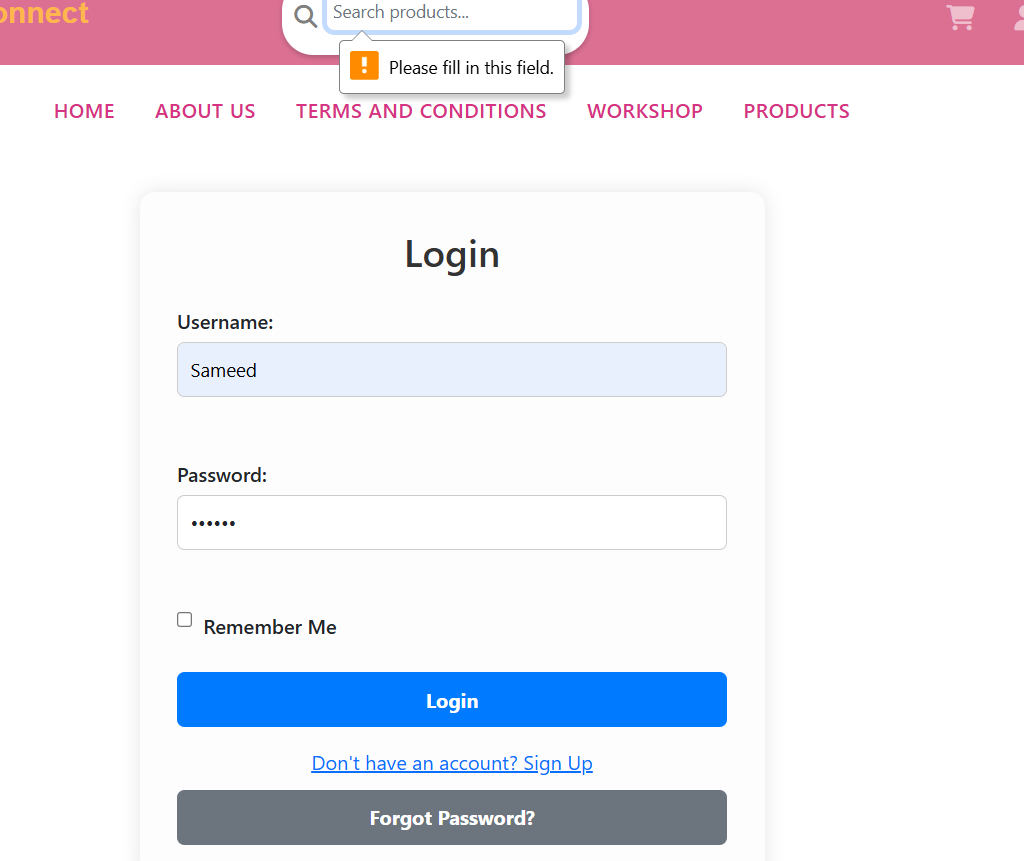 onnect
Search products...
Please fill in this field.
HOME ABOUT US TERMS AND CONDITIONS WORKSHOP PRODUCTS
Login
Username:
Sameed
Password:
••••••
Remember Me
Login
Don't have an account? Sign Up
Forgot Password?